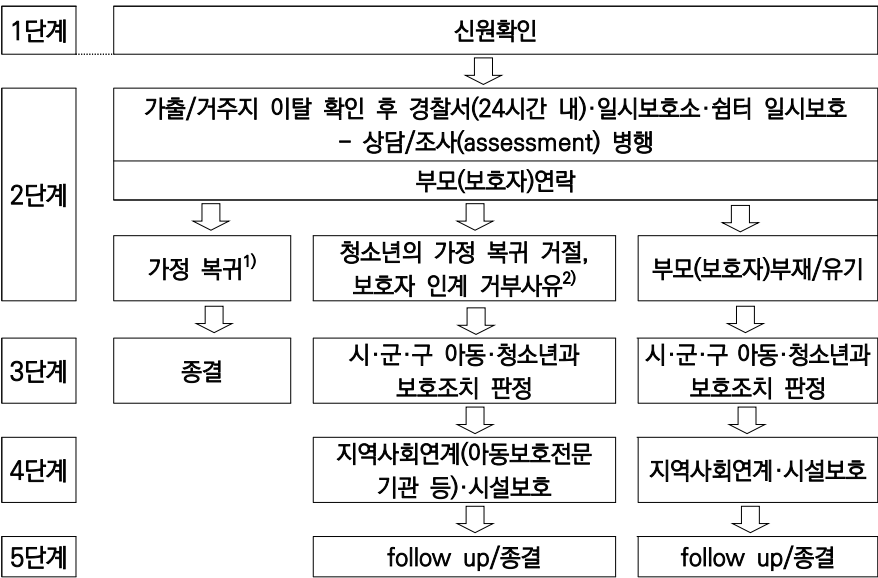 1단계
신원확인
2단계
가출/거주지 이탈 확인 후 경찰서(24시간 내)·일시보호소·쉼터 일시보호
- 상담/조사(assessment) 병행
부모(보호자)연락
가정 복귀1)
청소년의 가정 복귀 거절,
보호자 인계 거부사유2)
부모(보호자)부재/유기
3단계
종결
시·군·구 아동·청소년과
보호조치 판정
시·군·구 아동·청소년과
보호조치 판정
4단계
지역사회연계(아동보호전문
기관 등)·시설보호
지역사회연계·시설보호
5단계
follow up/종결
follow up/종결